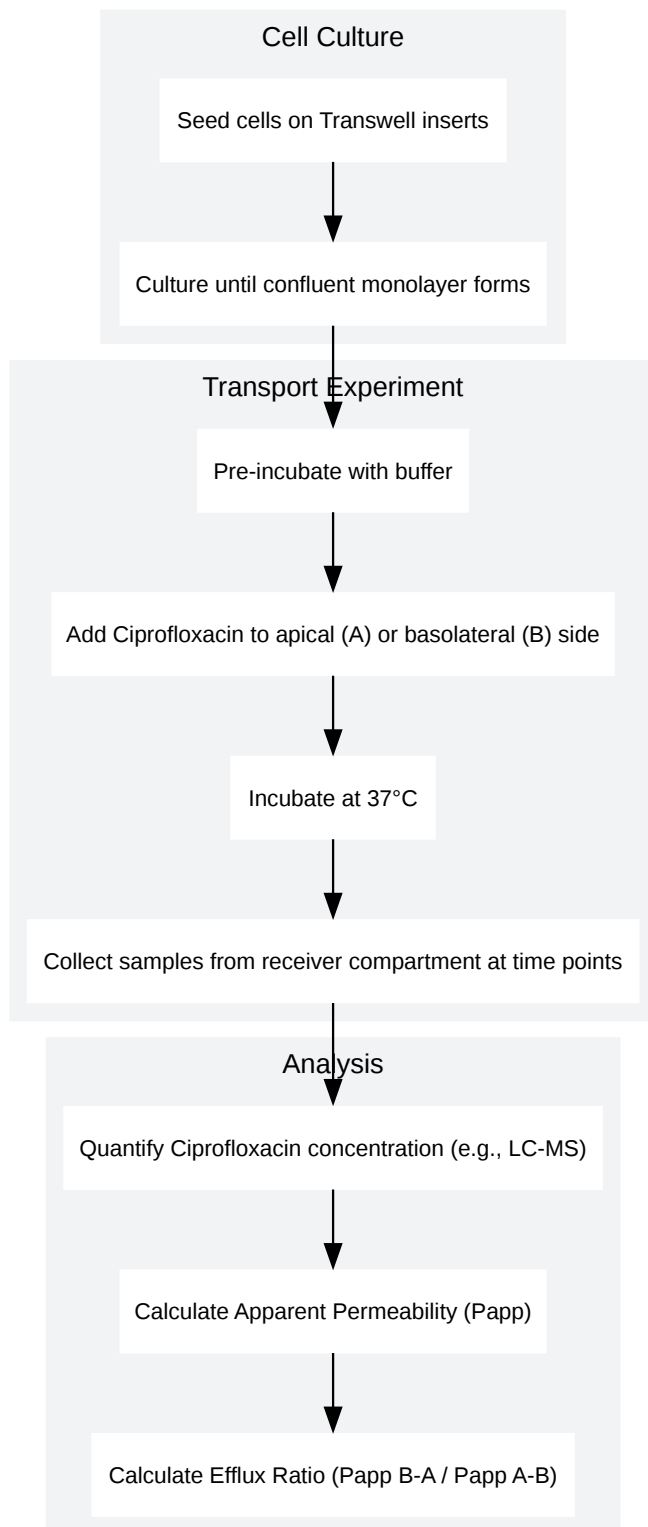 Cell Culture
Seed cells on Transwell inserts
Culture until confluent monolayer forms
Transport Experiment
Pre-incubate with buffer
Add Ciprofloxacin to apical (A) or basolateral (B) side
Incubate at 37°C
Collect samples from receiver compartment at time points
Analysis
Quantify Ciprofloxacin concentration (e.g., LC-MS)
Calculate Apparent Permeability (Papp)
Calculate Efflux Ratio (Papp B-A / Papp A-B)